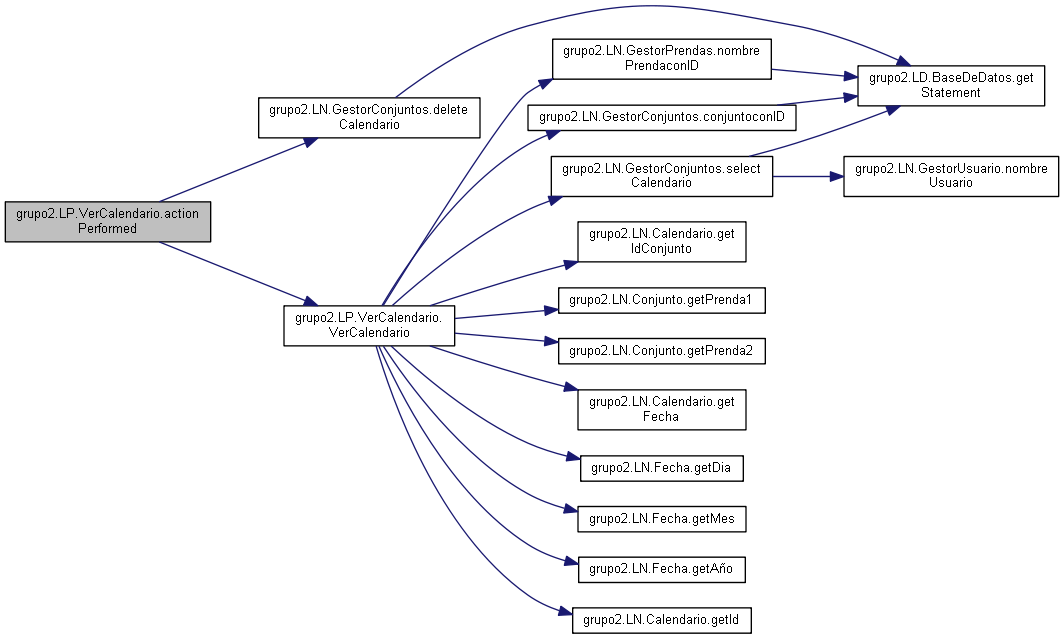 grupo2.LN.GestorPrendas.nombre
PrendaconID
grupo2.LD.BaseDeDatos.get
Statement
grupo2.LN.GestorConjuntos.delete
Calendario
grupo2.LN.GestorConjuntos.conjuntoconID
grupo2.LN.GestorConjuntos.select
Calendario
grupo2.LN.GestorUsuario.nombre
Usuario
grupo2.LP.VerCalendario.action
Performed
grupo2.LN.Calendario.get
IdConjunto
grupo2.LN.Conjunto.getPrenda1
grupo2.LP.VerCalendario.
VerCalendario
grupo2.LN.Conjunto.getPrenda2
grupo2.LN.Calendario.get
Fecha
grupo2.LN.Fecha.getDia
grupo2.LN.Fecha.getMes
grupo2.LN.Fecha.getAño
grupo2.LN.Calendario.getId